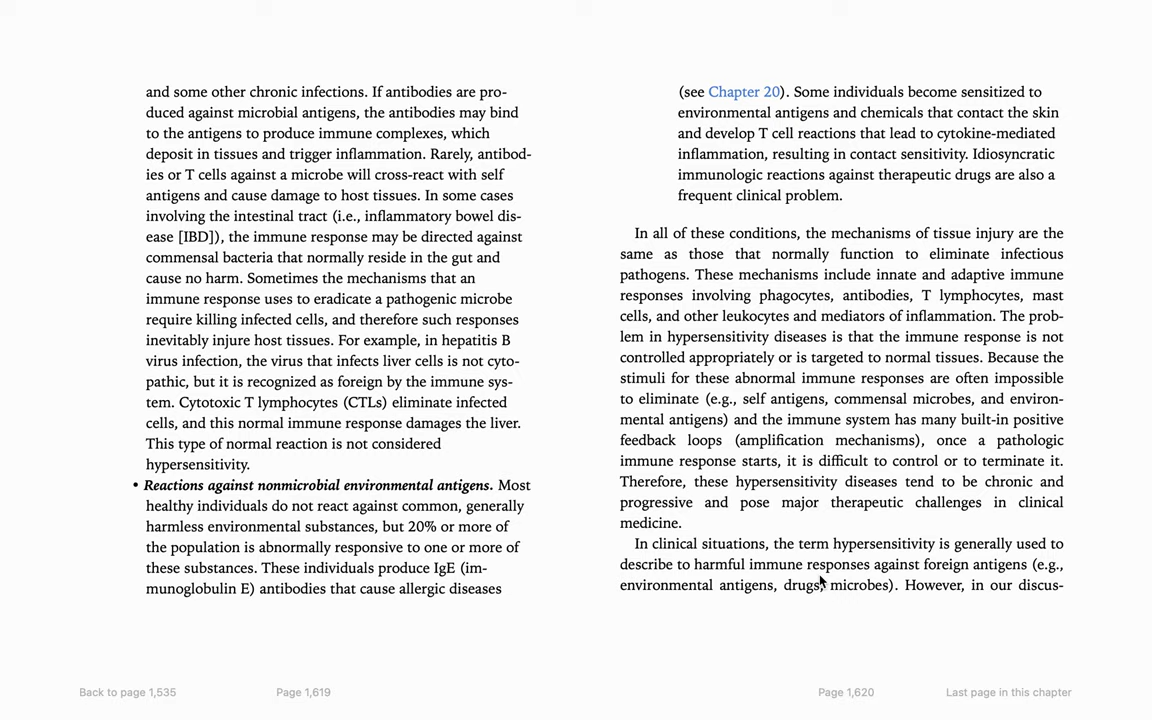 and some other chronic infections. If antibodies are pro-
duced against microbial antigens, the antibodies may bind
to the antigens to produce immune complexes, which
deposit in tissues and trigger inflammation. Rarely, antibod-
ies or T cells against a microbe will cross-react with self
antigens and cause damage to host tissues. In some cases
involving the intestinal tract (i.e., inflammatory bowel dis-
ease [IBD]), the immune response may be directed against
commensal bacteria that normally reside in the gut and
cause no harm. Sometimes the mechanisms that an
immune response uses to eradicate a pathogenic microbe
require killing infected cells, and therefore such responses
inevitably injure host tissues. For example, in hepatitis B
virus infection, the virus that infects liver cells is not cyto-
pathic, but it is recognized as foreign by the immune sys-
tem. Cytotoxic T lymphocytes (CTLs) eliminate infected
cells, and this normal immune response damages the liver.
This type of normal reaction is not considered
hypersensitivity.
• Reactions against nonmicrobial environmental antigens. Most
healthy individuals do not react against common, generally
harmless environmental substances, but 20% or more of
the population is abnormally responsive to one or more of
these substances. These individuals produce IgE (im-
munoglobulin E) antibodies that cause allergic diseases
(see Chapter 20). Some individuals become sensitized to
environmental antigens and chemicals that contact the skin
and develop T cell reactions that lead to cytokine-mediated
inflammation, resulting in contact sensitivity. Idiosyncratic
immunologic reactions against therapeutic drugs are also a
frequent clinical problem.
In all of these conditions, the mechanisms of tissue injury are the
same as those that normally function to eliminate infectious
pathogens. These mechanisms include innate and adaptive immune
responses involving phagocytes, antibodies, T lymphocytes, mast
cells, and other leukocytes and mediators of inflammation. The prob-
lem in hypersensitivity diseases is that the immune response is not
controlled appropriately or is targeted to normal tissues. Because the
stimuli for these abnormal immune responses are often impossible
to eliminate (e.g., self antigens, commensal microbes, and environ-
mental antigens) and the immune system has many built-in positive
feedback loops (amplification mechanisms), once a pathologic
immune response starts, it is difficult to control or to terminate it.
Therefore, these hypersensitivity diseases tend to be chronic and
progressive and pose major therapeutic challenges in clinical
medicine.
In clinical situations, the term hypersensitivity is generally used to
describe to harmful immune responses against foreign antigens (e.g.,
environmental antigens, drugs, microbes). However, in our discus-
Back to page 1,535
Page 1,619
Page 1,620
Last page in this chapter